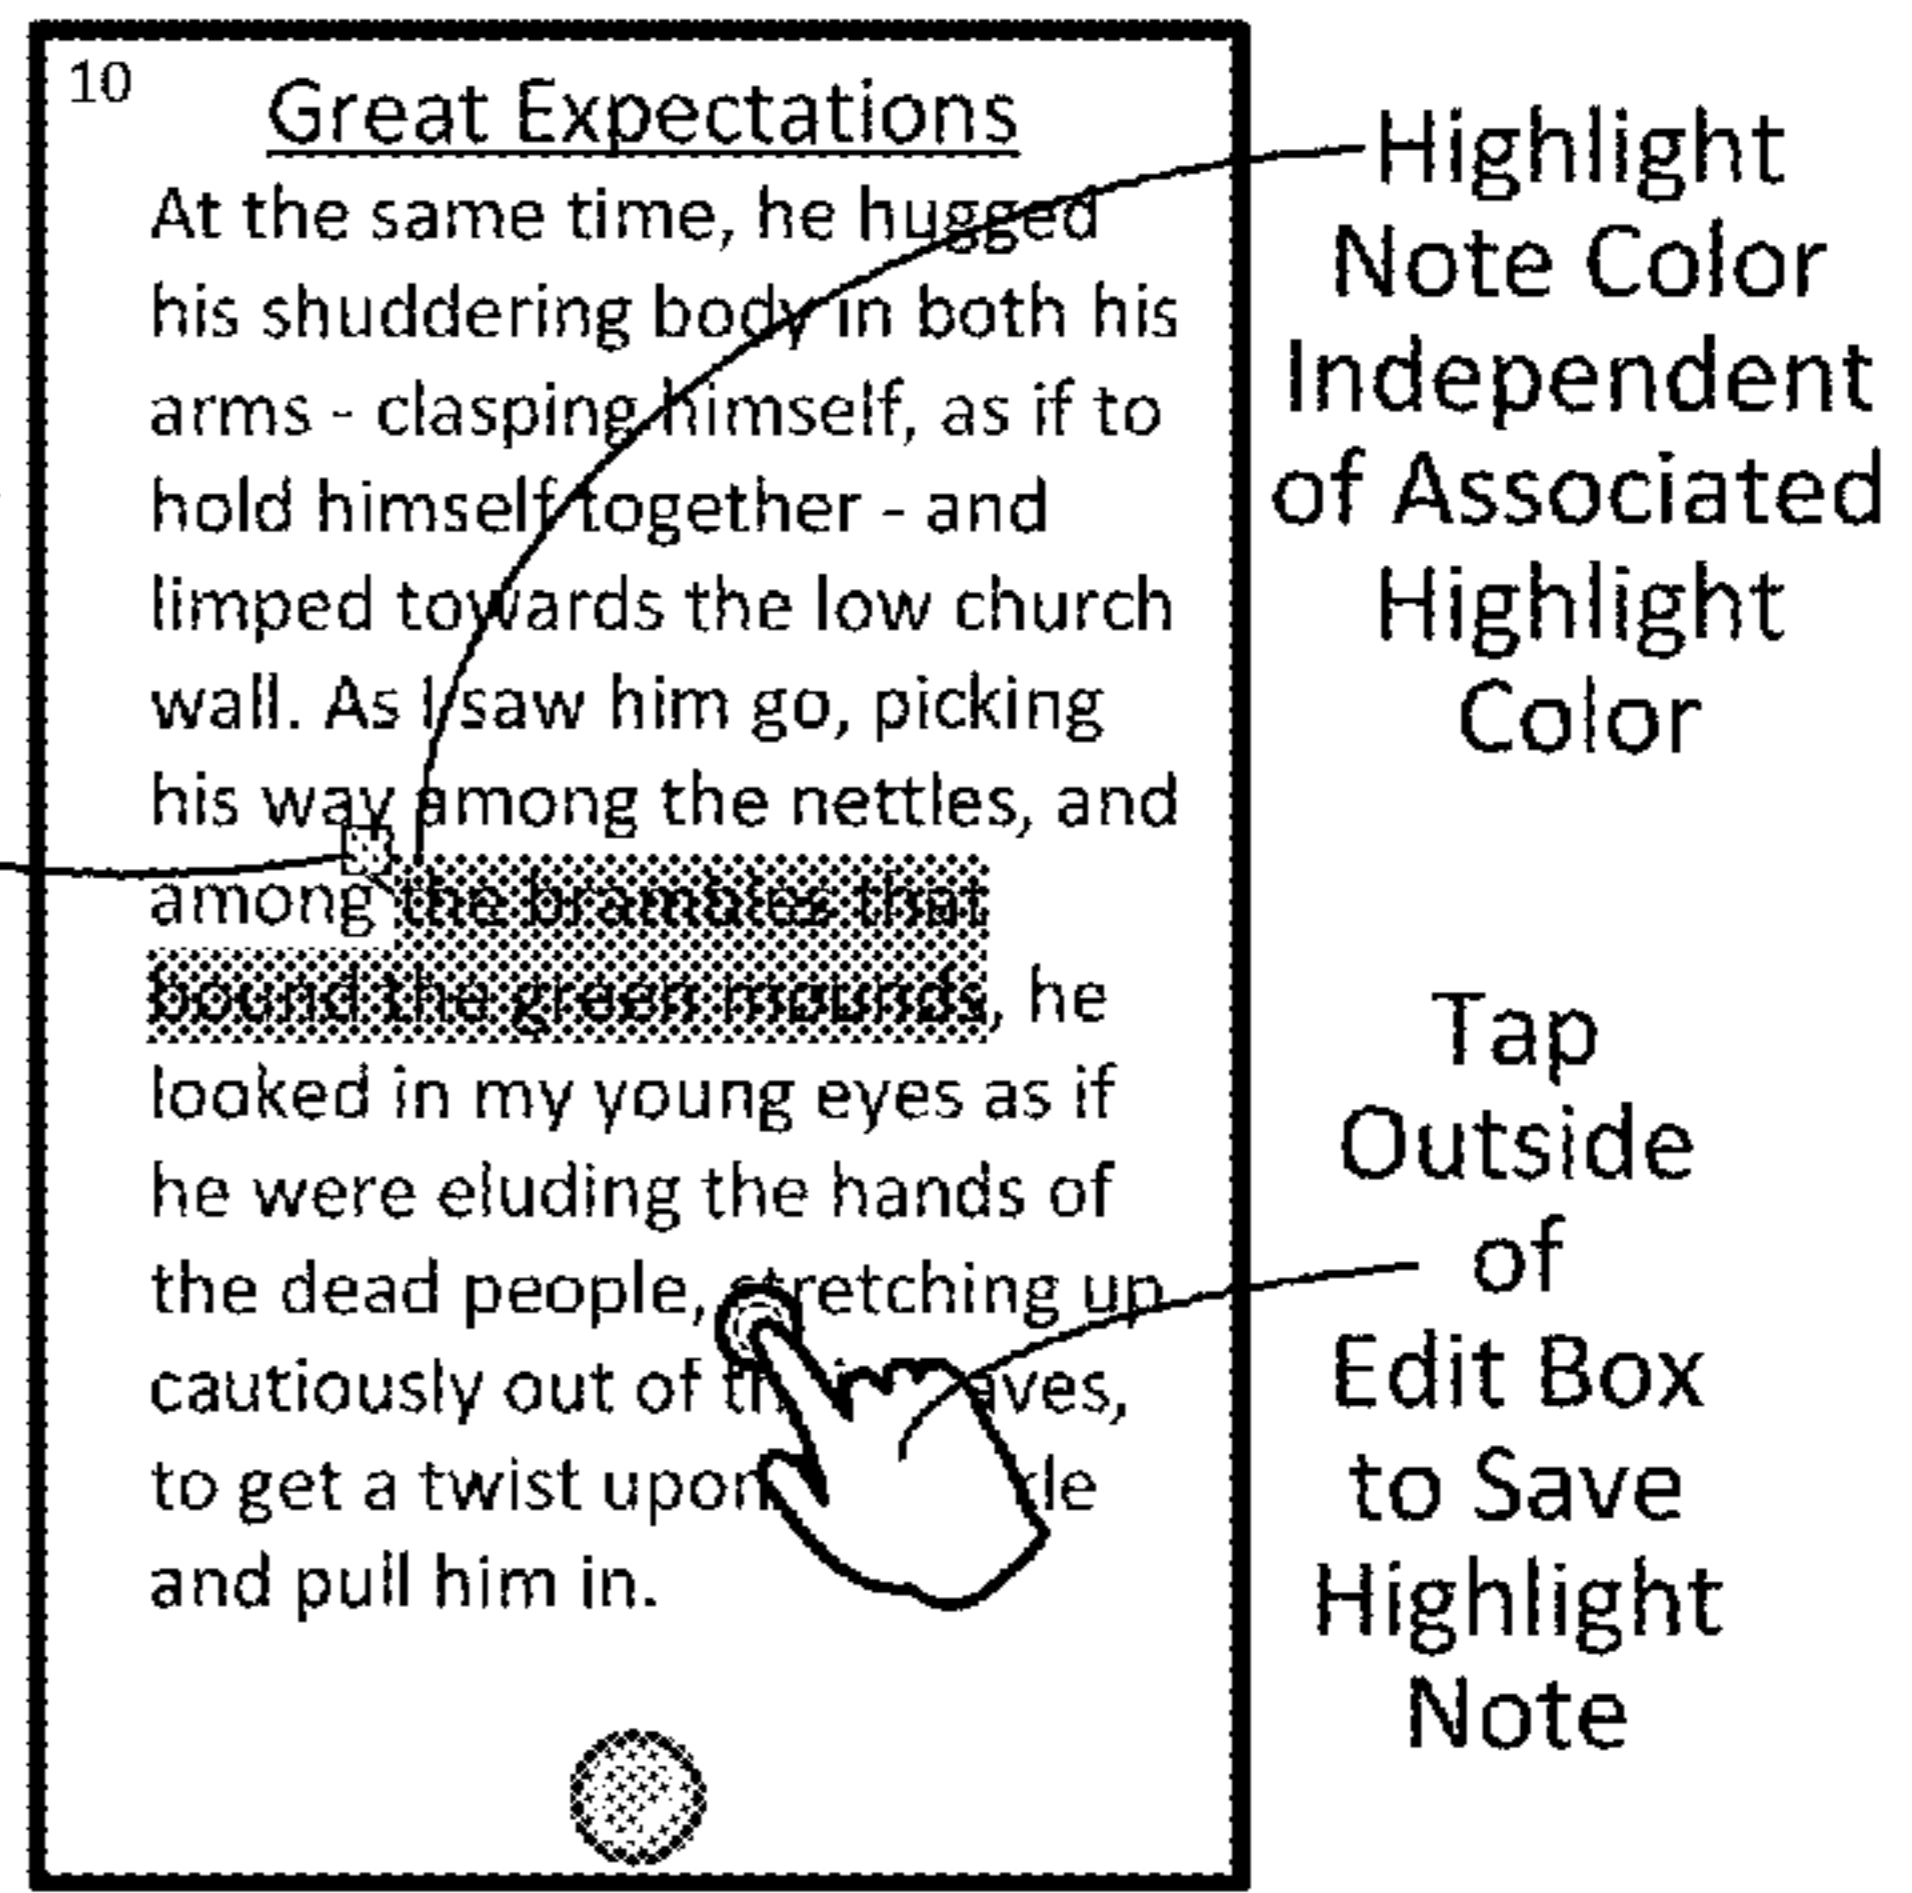 10
Great Expectations
At the same time, he hugged
his shuddering body in both his
arms - clasping himself, as if to
hold himself together - and
limped towards the low church
wall. As I saw him go, picking
his way among the nettles, and
among the brambles that
bound the green mounds, he
looked in my young eyes as if
he were eluding the hands of
the dead people, stretching up
cautiously out of
to get a twist upon
and pull him in.
Highlight
Note Color
Independent
of Associated
Highlight
Color
Tap
Outside
of
Edit Box
to Save
Highlight
Note